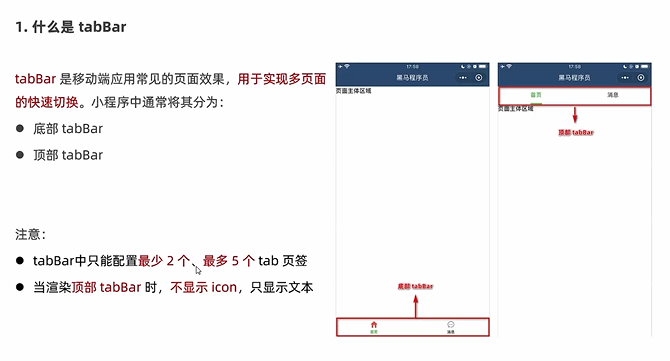 1. 什么是 tabBar
tabBar 是移动端应用常见的页面效果，用于实现多页面
的快速切换。小程序中通常将其分为：
● 底部 tabBar
● 顶部 tabBar
注意：
● tabBar中只能配置最少 2 个、最多 5 个 tab 页签
● 当渲染顶部 tabBar 时，不显示 icon，只显示文本
17:58
黑马程序员
页面主体区域
底部 tabBar
首页
消息
17:58
黑马程序员
首页
消息
页面主体区域
顶部 tabBar